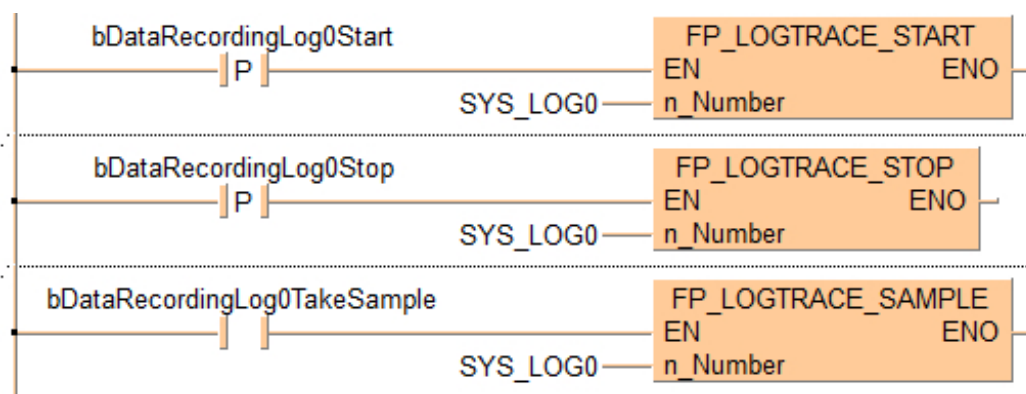 bDataRecordingLog0Start
FP_LOGTRACE_START
P
EN ENO
SYS_LOG0 n_Number
bDataRecordingLog0Stop
FP_LOGTRACE_STOP
P
EN ENO
SYS_LOG0 n_Number
bDataRecordingLog0TakeSample
FP_LOGTRACE_SAMPLE
EN ENO
SYS_LOG0 n_Number